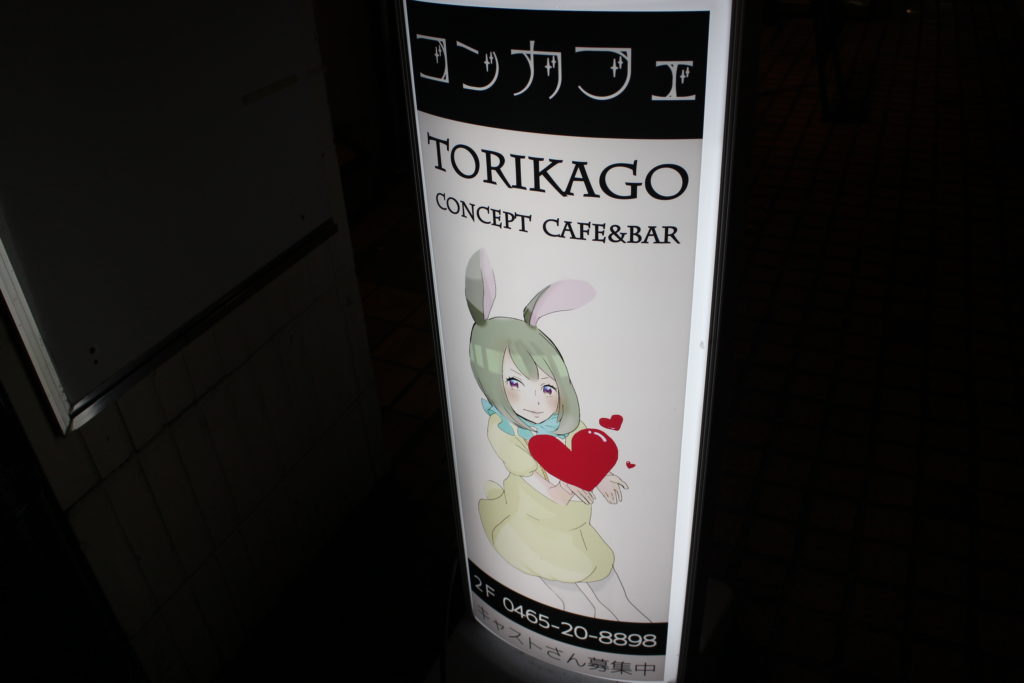 コンカフェ
TORIKAGO
CONCEPT CAFE&BAR
2F 0465-20-8898
キャストさん募集中